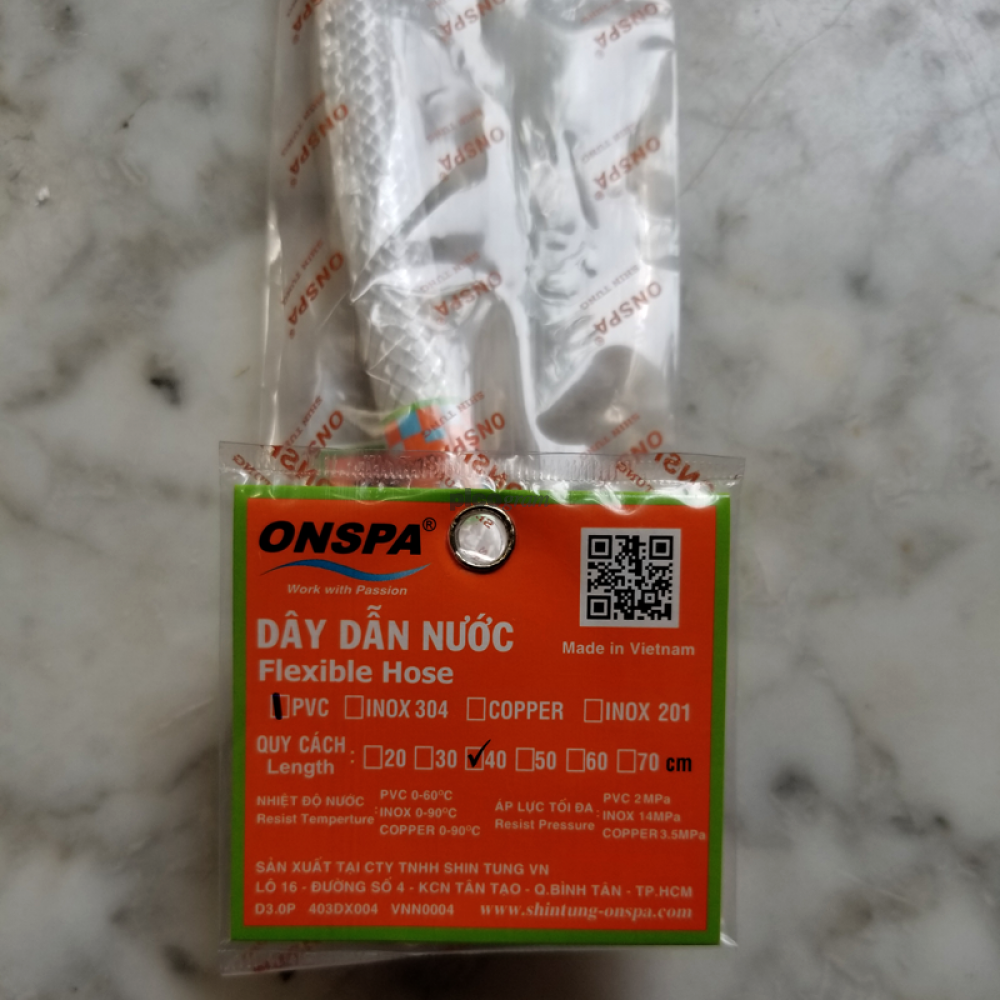 ONSPA®
Work with Passion
Made in Vietnam
DÂY DẪN NƯỚC
Flexible Hose
PVC INOX 304 COPPER INOX 201
QUY CÁCH
Length : 20 30 40 50 60 70 cm
NHIỆT ĐỘ NƯỚC
Resist Temperture :
PVC 0-60°C
INOX 0-90°C
COPPER 0-90°C
ÁP LỰC TỐI ĐA :
Resist Pressure
PVC 2MPa
INOX 14MPa
COPPER 3.5MPa
SẢN XUẤT TẠI CTY TNHH SHIN TUNG VN
LÔ 16 - ĐƯỜNG SỐ 4 - KCN TÂN TẠO - Q.BÌNH TÂN - TP.HCM
D3.0P 403DX004 VNN0004 www.shintung-onspa.com